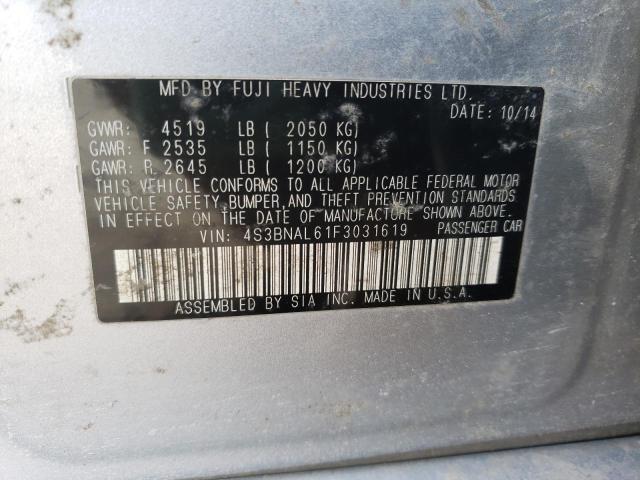 MFD BY FUJI HEAVY INDUSTRIES LTD.
DATE: 10/14
GVWR: 4519 LB ( 2050 KG)
GAWR: F 2535 LB ( 1150 KG)
GAWR: R 2645 LB ( 1200 KG)
THIS VEHICLE CONFORMS TO ALL APPLICABLE FEDERAL MOTOR
VEHICLE SAFETY, BUMPER, AND THEFT PREVENTION STANDARDS
IN EFFECT ON THE DATE OF MANUFACTURE SHOWN ABOVE.
VIN: 4S3BNAL61F3031619 PASSENGER CAR
ASSEMBLED BY SIA INC. MADE IN U.S.A.